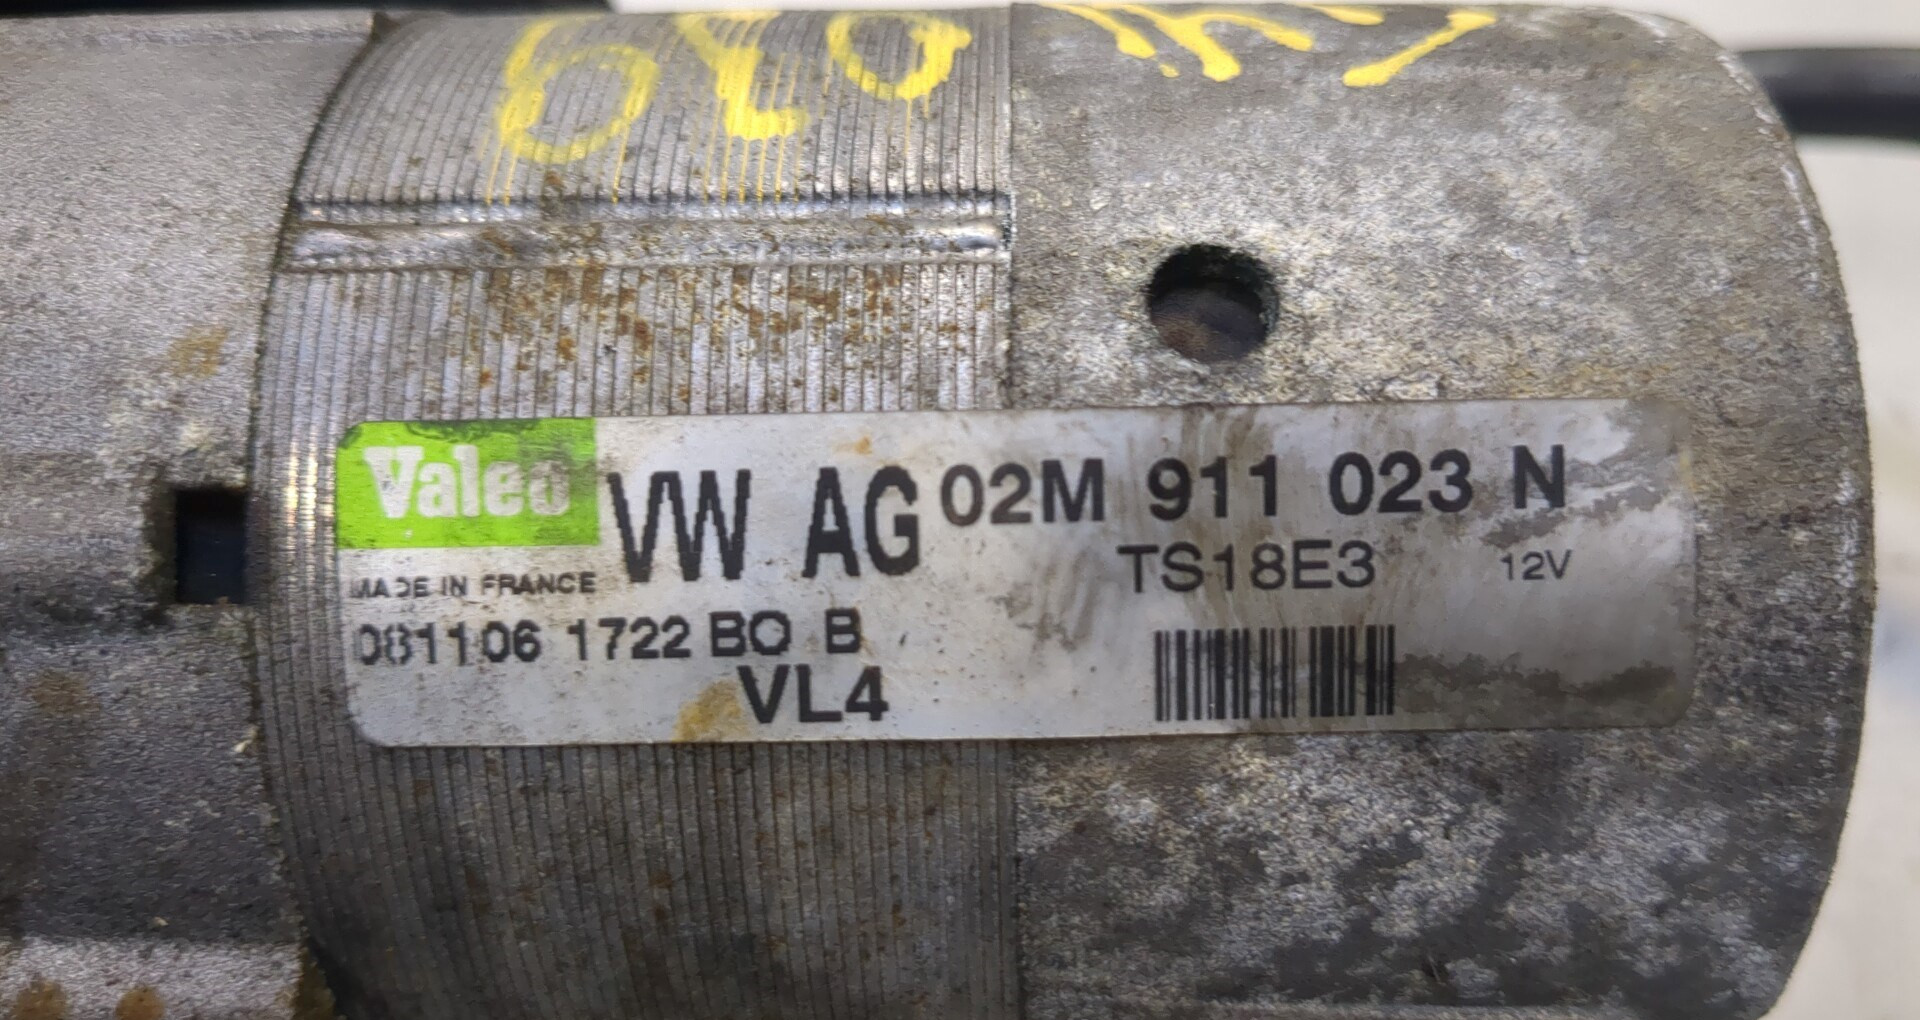 Valeo VW AG 02M 911 023 N
MADE IN FRANCE TS18E3 12V
081106 1722 BO B
VL4